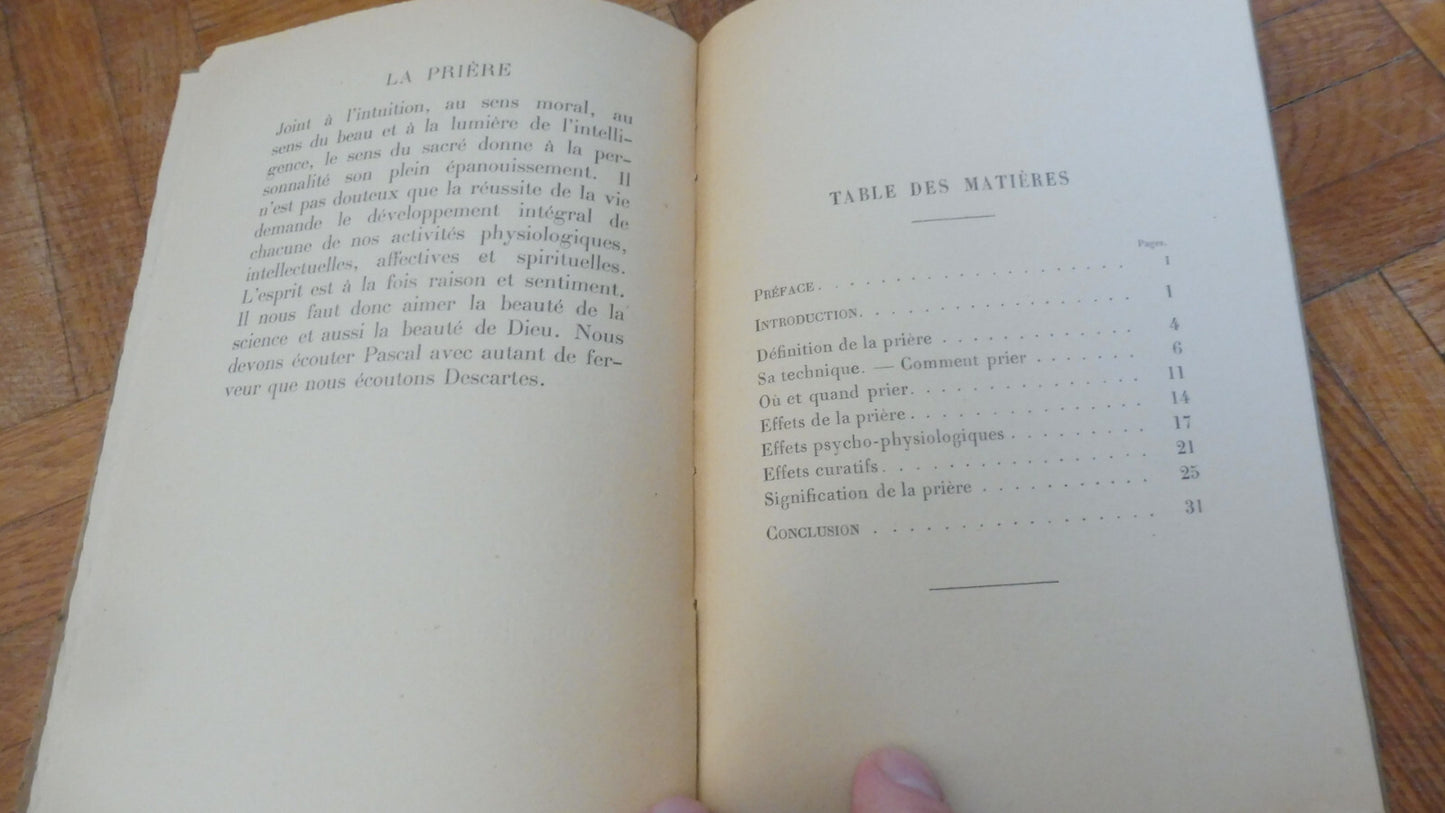 LA PRIÈRE
Joint à l'intuition, au sens moral, au
sens du beau et à la lumière de l'intelli-
gence, le sens du sacré donne à la per-
sonnalité son plein épanouissement. Il
n'est pas douteux que la réussite de la vie
demande le développement intégral de
chacune de nos activités physiologiques,
intellectuelles, affectives et spirituelles.
L'esprit est à la fois raison et sentiment.
Il nous faut donc aimer la beauté de la
science et aussi la beauté de Dieu. Nous
devons écouter Pascal avec autant de fer-
veur que nous écoutons Descartes.
TABLE DES MATIÈRES
Pages.
PRÉFACE. . . . . . . . . . . . . . . . . . I
INTRODUCTION. . . . . . . . . . . . . . . . 1
Définition de la prière . . . . . . . . . . . . 4
Sa technique. — Comment prier . . . . . . . 6
Où et quand prier. . . . . . . . . . . . . . 11
Effets de la prière. . . . . . . . . . . . . . 14
Effets psycho-physiologiques . . . . . . . . . 17
Effets curatifs. . . . . . . . . . . . . . . . 21
Signification de la prière . . . . . . . . . . 25
CONCLUSION . . . . . . . . . . . . . . . . 31